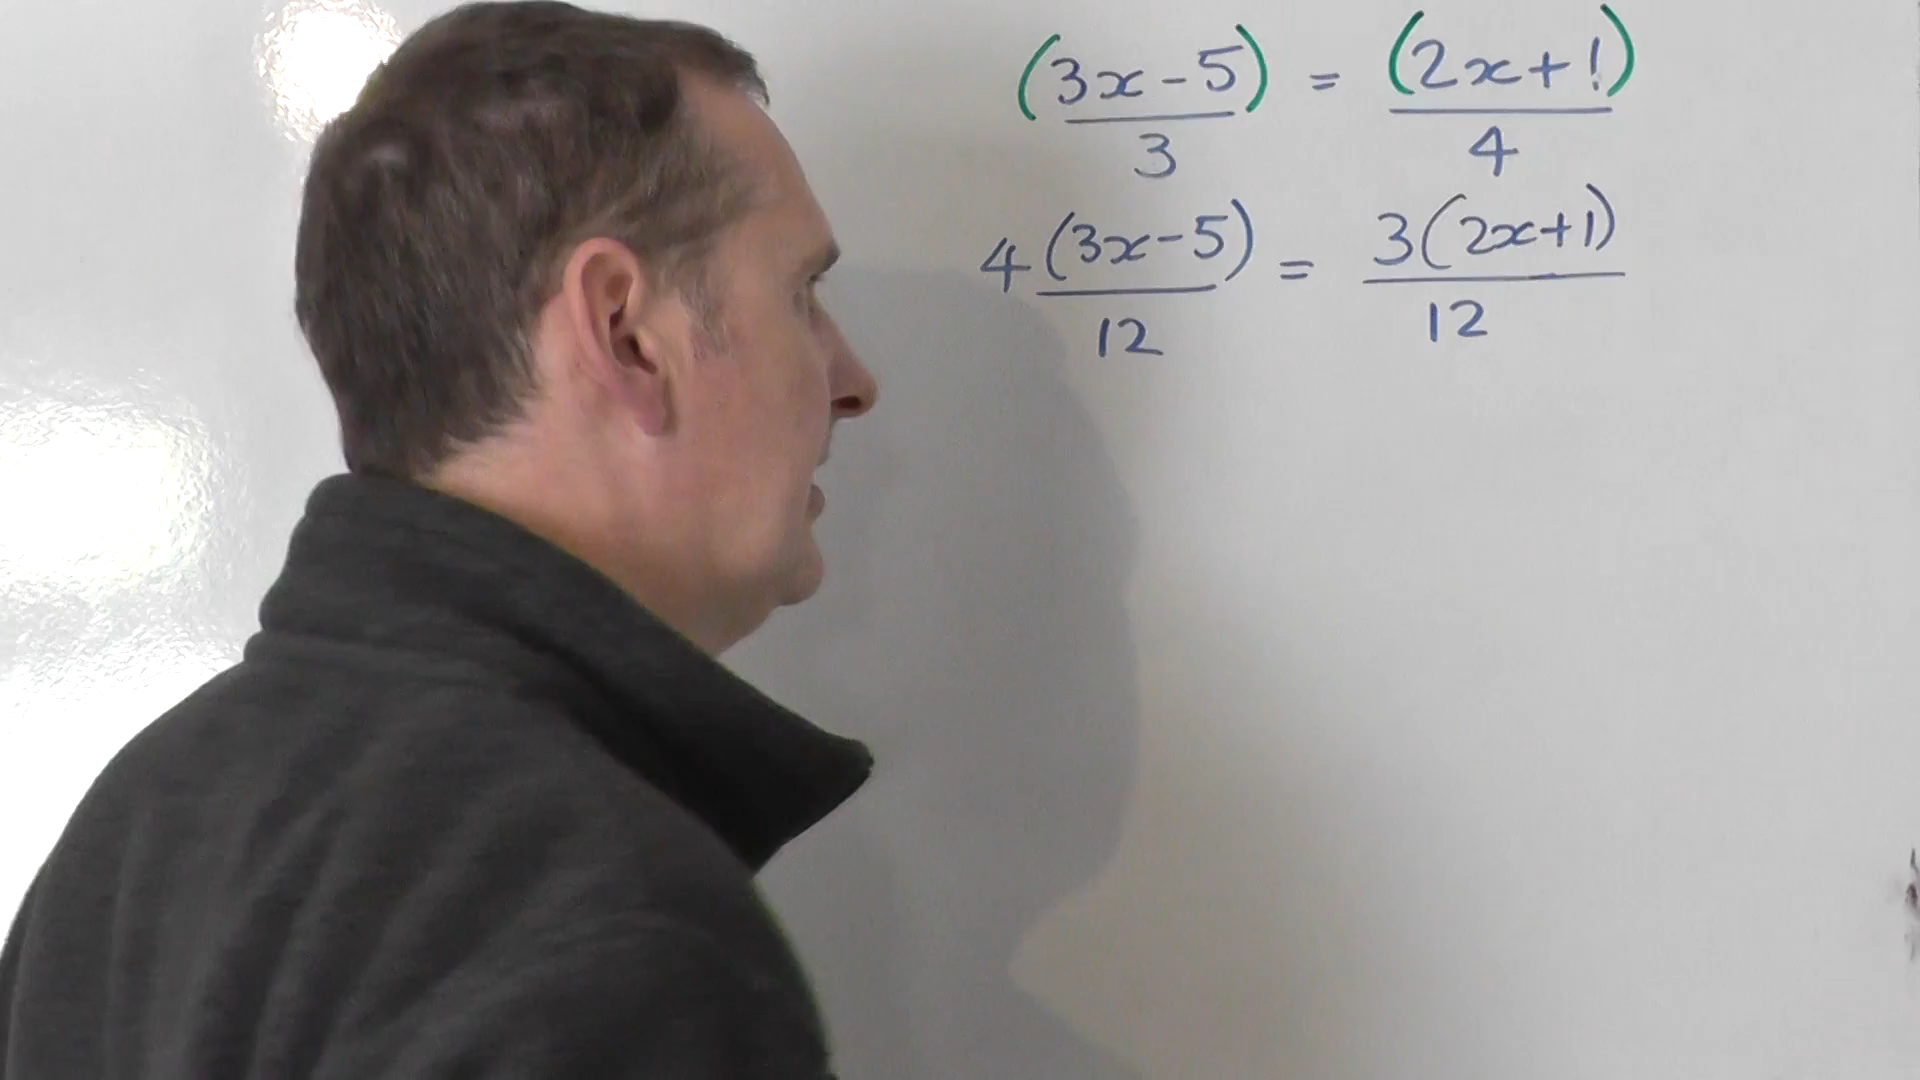 (3x-5) = (2x+1)
3 4
4(3x-5) = 3(2x+1)
12 12